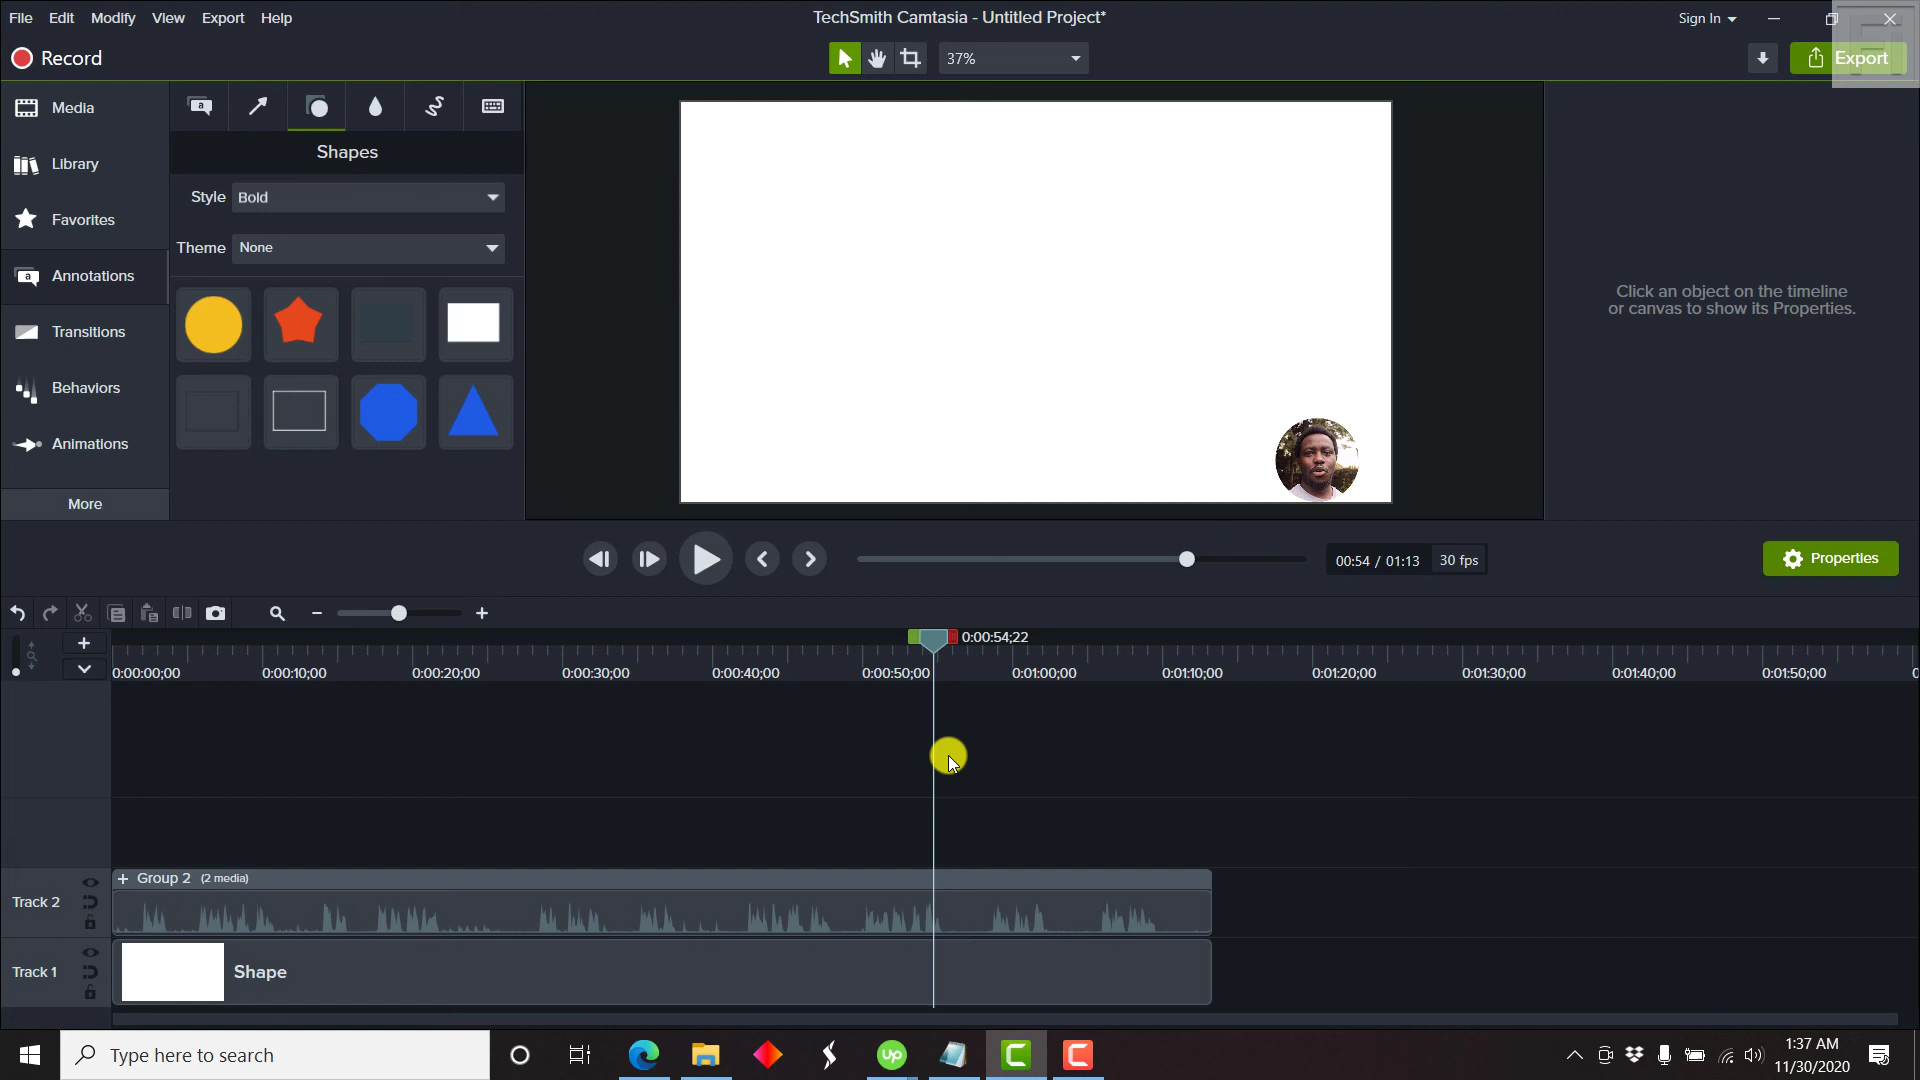 File Edit Modify View Export Help
TechSmith Camtasia - Untitled Project*
Sign In
Record
37%
Export
Media
Library
Favorites
Annotations
Transitions
Behaviors
Animations
More
a
Shapes
Style Bold
Theme None
Click an object on the timeline
or canvas to show its Properties.
00:54 / 01:13 30 fps
Properties
0:00:54;22
0:00:00;00 0:00:10;00 0:00:20;00 0:00:30;00 0:00:40;00 0:00:50;00 0:01:00;00 0:01:10;00 0:01:20;00 0:01:30;00 0:01:40;00 0:01:50;00
Track 2
+ Group 2 (2 media)
Track 1
Shape
Type here to search
up
1:37 AM
11/30/2020